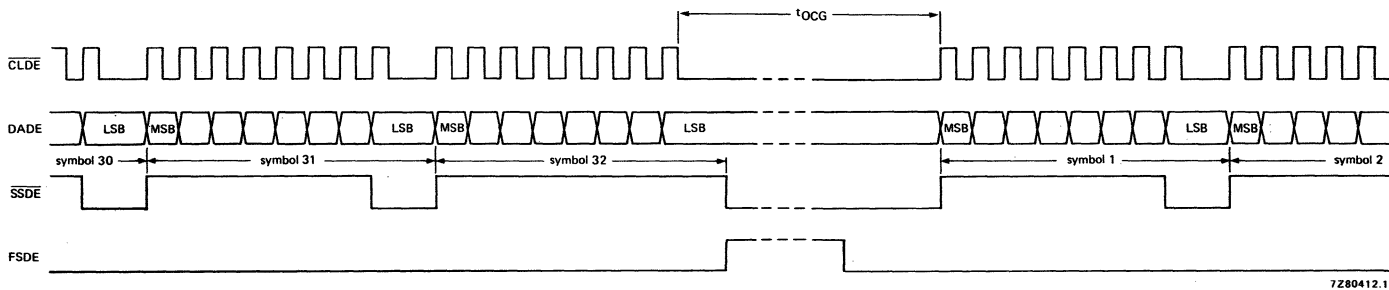 tOCG
CLDE
DADE LSB MSB LSB MSB LSB MSB LSB MSB
symbol 30 symbol 31 symbol 32 symbol 1 symbol 2
SSDE
FSDE
7Z80412.1